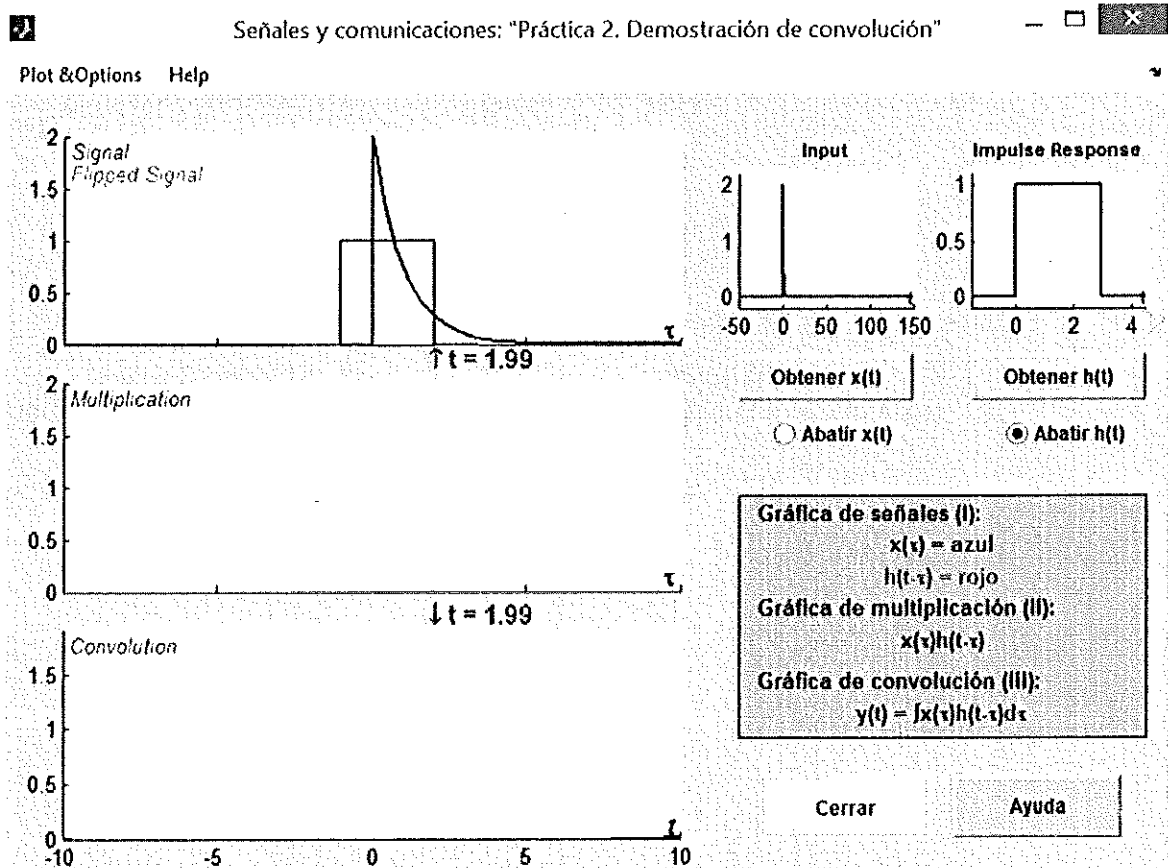 Señales y comunicaciones: "Práctica 2. Demostración de convolución"
Plot &Options Help
Signal
Flipped Signal
2
1.5
1
0.5
0
τ
↑ t = 1.99
Multiplication
2
1.5
1
0.5
0
-5 0 5 10
τ
↓ t = 1.99
Convolution
1.5
1
0.5
0
-10 -5 0 5 10
t
Input
2
1
0
-50 0 50 100 150
Impulse Response
1
0.5
0
0 2 4
Obtener x(t) Obtener h(t)
Abatir x(t) Abatir h(t)
Gráfica de señales (I):
x(τ) = azul
h(t-τ) = rojo
Gráfica de multiplicación (II):
x(τ)h(t-τ)
Gráfica de convolución (III):
y(t) = ∫x(τ)h(t-τ)dτ
Cerrar Ayuda